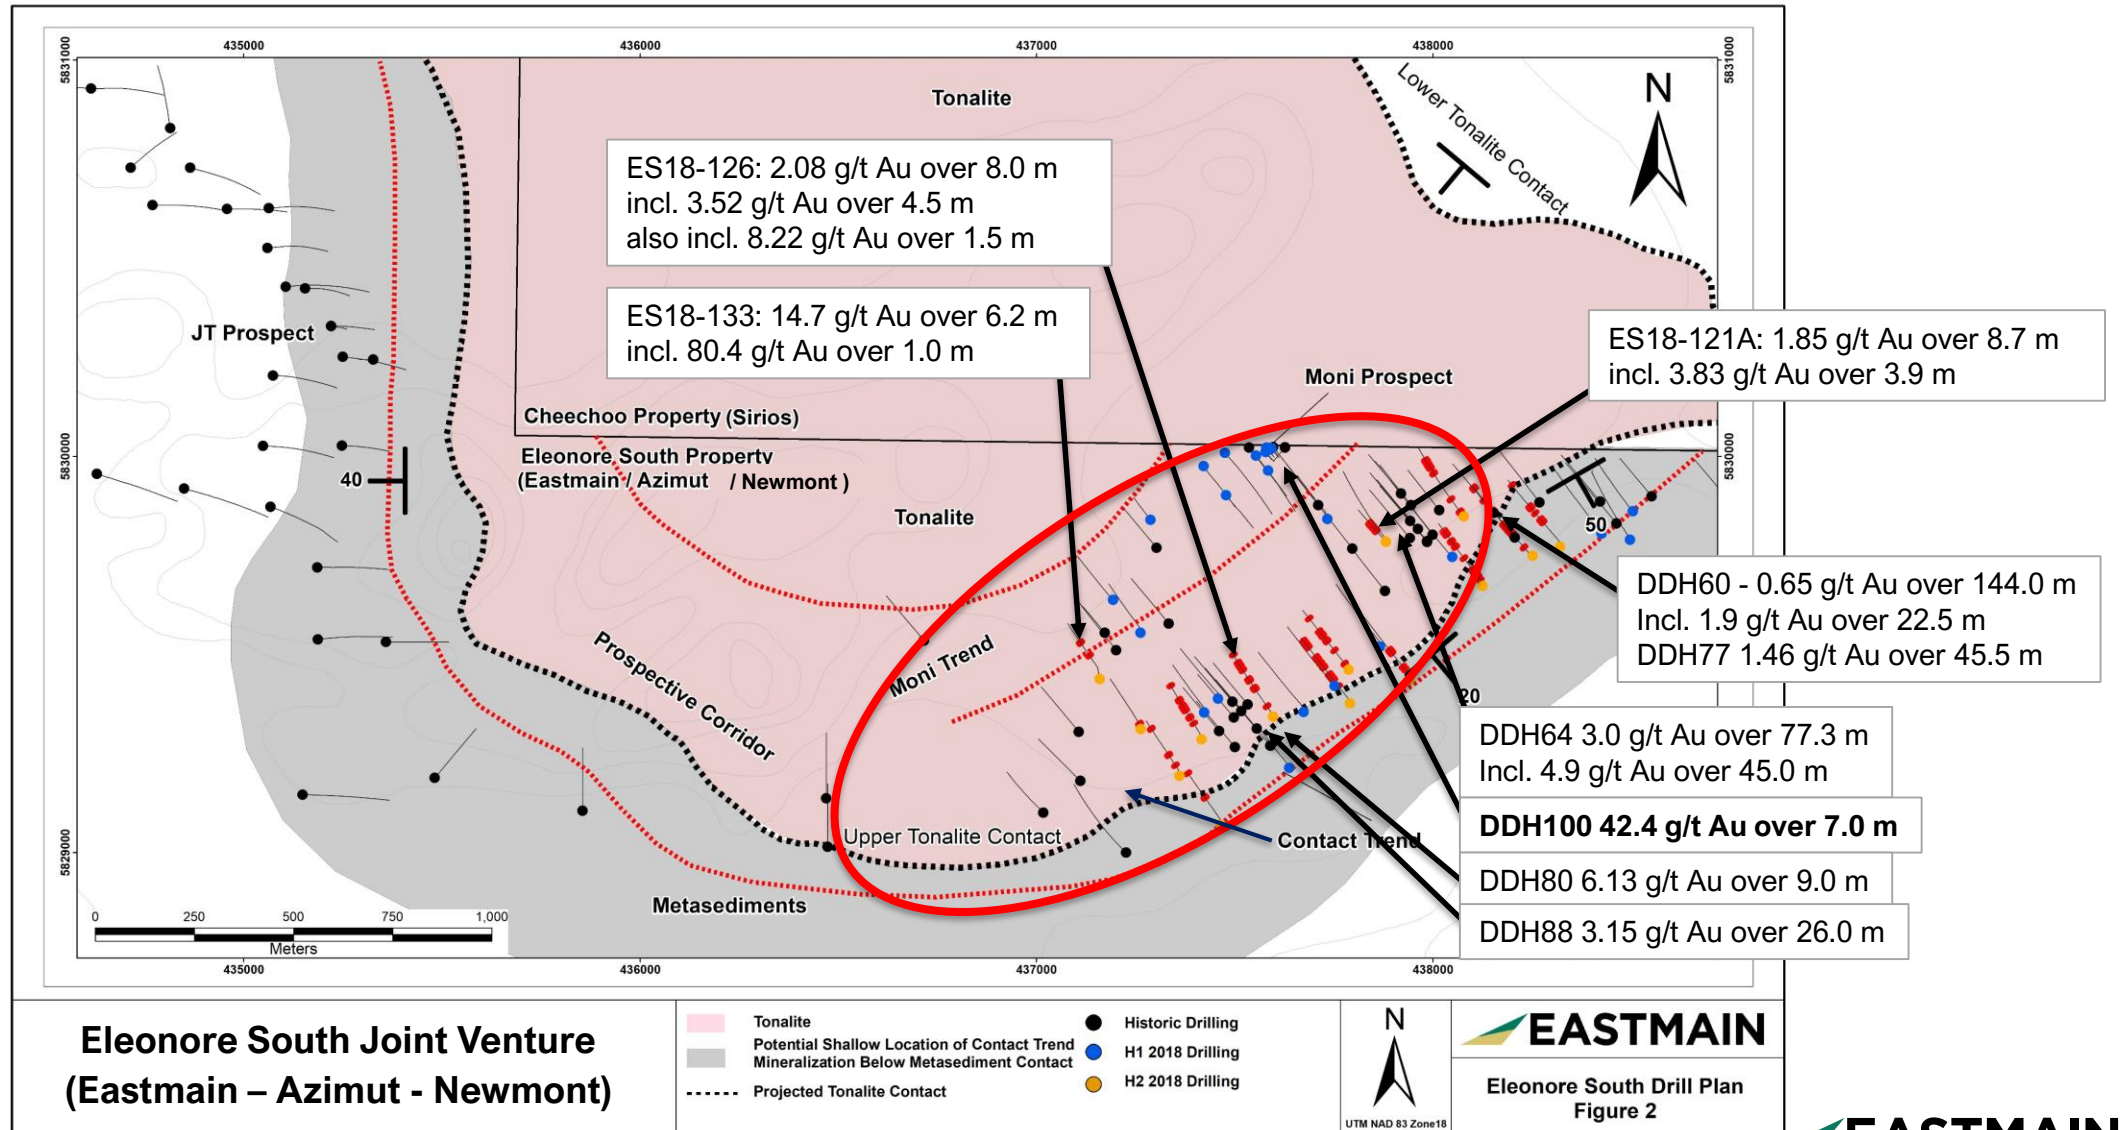 435000
436000
437000
438000
5831000
5831000
Tonalite
Lower Tonalite Contact
N
ES18-126: 2.08 g/t Au over 8.0 m
incl. 3.52 g/t Au over 4.5 m
also incl. 8.22 g/t Au over 1.5 m
ES18-133: 14.7 g/t Au over 6.2 m
incl. 80.4 g/t Au over 1.0 m
ES18-121A: 1.85 g/t Au over 8.7 m
incl. 3.83 g/t Au over 3.9 m
JT Prospect
Moni Prospect
Cheechoo Property (Sirios)
Eleonore South Property
(Eastmain / Azimut / Newmont )
5830000
5830000
40
Tonalite
50
DDH60 - 0.65 g/t Au over 144.0 m
Incl. 1.9 g/t Au over 22.5 m
DDH77 1.46 g/t Au over 45.5 m
Prospective Corridor
Moni Trend
20
DDH64 3.0 g/t Au over 77.3 m
Incl. 4.9 g/t Au over 45.0 m
DDH100 42.4 g/t Au over 7.0 m
Upper Tonalite Contact
Contact Trend
DDH80 6.13 g/t Au over 9.0 m
DDH88 3.15 g/t Au over 26.0 m
5829000
Metasediments
0 250 500 750 1,000
Meters
435000
436000
437000
438000
Eleonore South Joint Venture
(Eastmain – Azimut - Newmont)
Tonalite
Potential Shallow Location of Contact Trend
Mineralization Below Metasediment Contact
Projected Tonalite Contact
Historic Drilling
H1 2018 Drilling
H2 2018 Drilling
N
UTM NAD 83 Zone18
EASTMAIN
Eleonore South Drill Plan
Figure 2
EASTMAIN